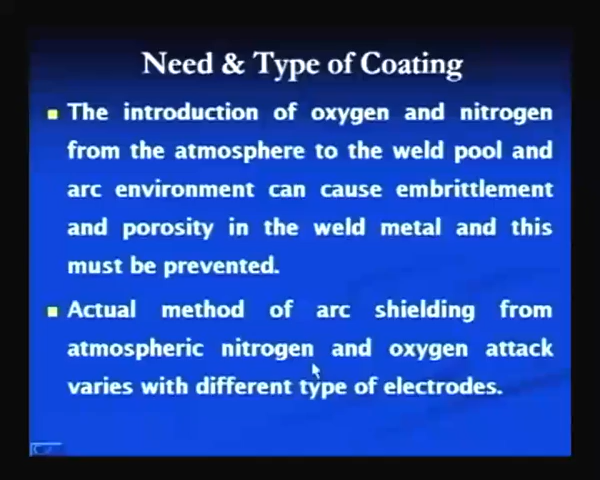 Need & Type of Coating
The introduction of oxygen and nitrogen
from the atmosphere to the weld pool and
arc environment can cause embrittlement
and porosity in the weld metal and this
must be prevented.
Actual method of arc shielding from
atmospheric nitrogen and oxygen attack
varies with different type of electrodes.